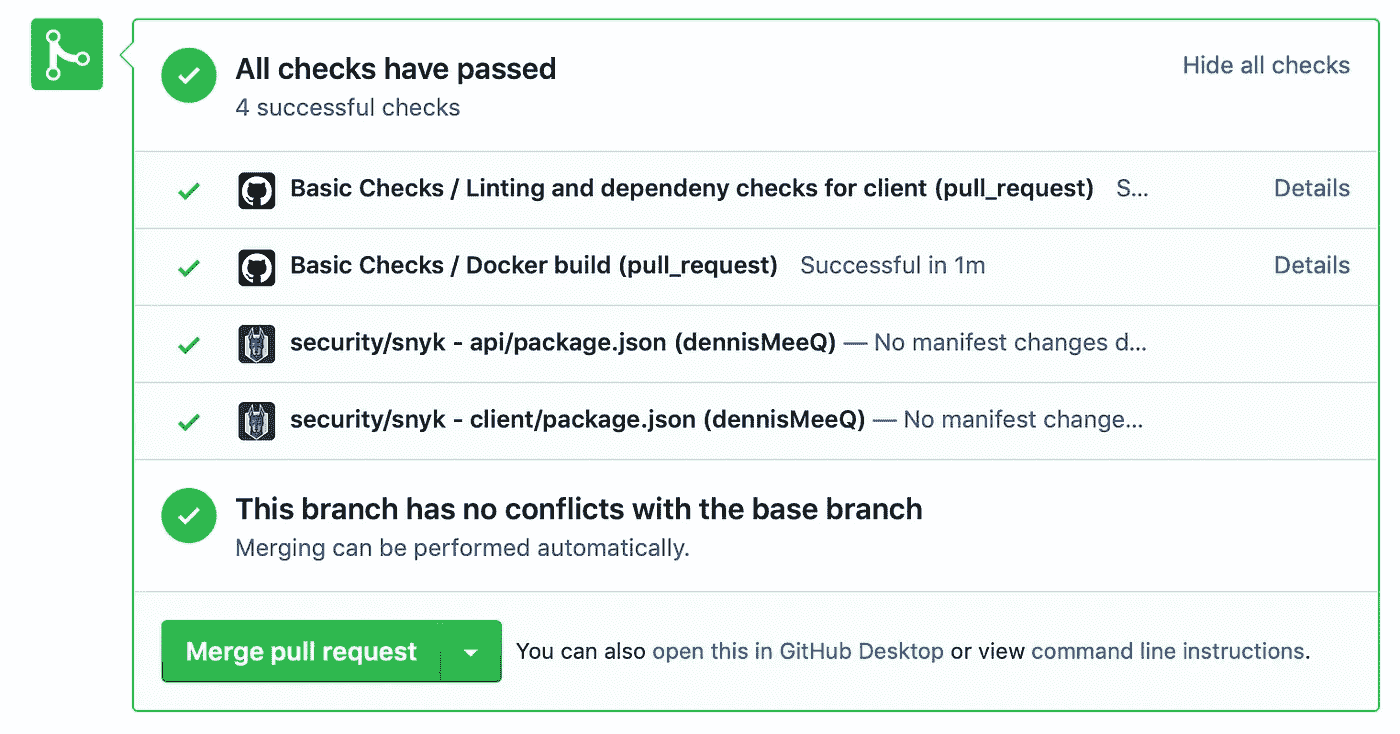 All checks have passed
Hide all checks
4 successful checks
Basic Checks / Linting and dependeny checks for client (pull_request) S... Details
Basic Checks / Docker build (pull_request) Successful in 1m Details
security/snyk - api/package.json (dennisMeeQ) — No manifest changes d...
security/snyk - client/package.json (dennisMeeQ) — No manifest change...
This branch has no conflicts with the base branch
Merging can be performed automatically.
Merge pull request You can also open this in GitHub Desktop or view command line instructions.